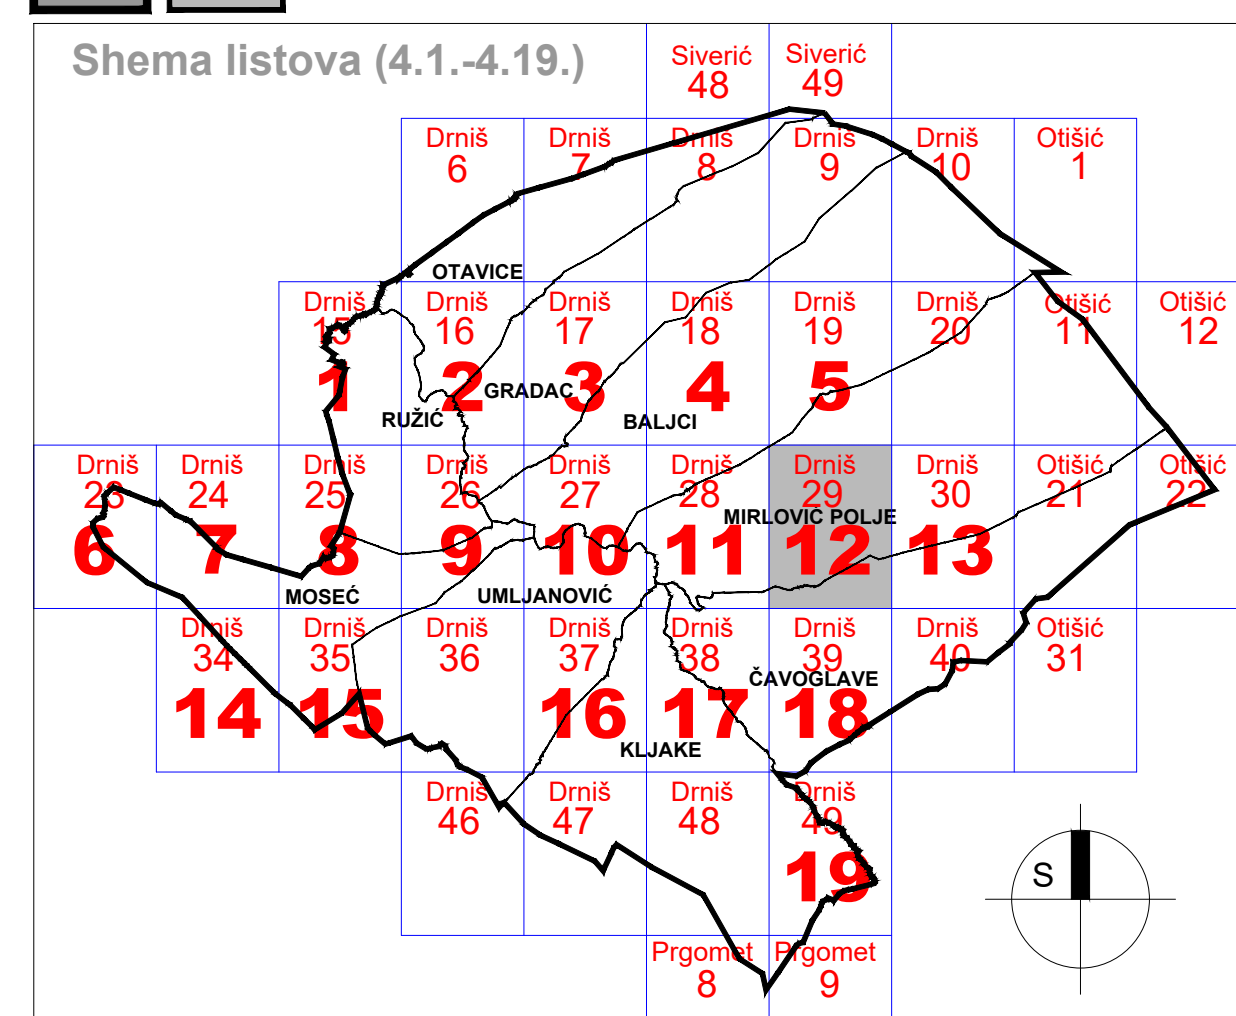 Shema listova (4.1.-4.19.)
Siverić Siverić
48 49
Drniš Drniš Drniš Drniš Drniš Otišić
6 7 8 9 10 1
OTAVICE
Drniš Drniš Drniš Drniš Drniš Drniš Otišić Otišić
15 16 17 18 19 20 11 12
1 2 3 4 5
GRADAC
RUŽIĆ
BALJCI
Drniš Drniš Drniš Drniš Drniš Drniš Drniš Drniš Otišić Otišić
23 24 25 26 27 28 29 30 21 22
MIRLOVIĆ POLJE
6 7 8 9 10 11 12 13
MOSEĆ
UMLJANOVIĆ
Drniš Drniš Drniš Drniš Drniš Drniš Drniš Otišić
34 35 36 37 38 39 40 31
ČAVOGLAVE
14 15 16 17 18
KLJAKE
Drniš Drniš Drniš Drniš
46 47 48 49
19
S
Prgomet Prgomet
8 9